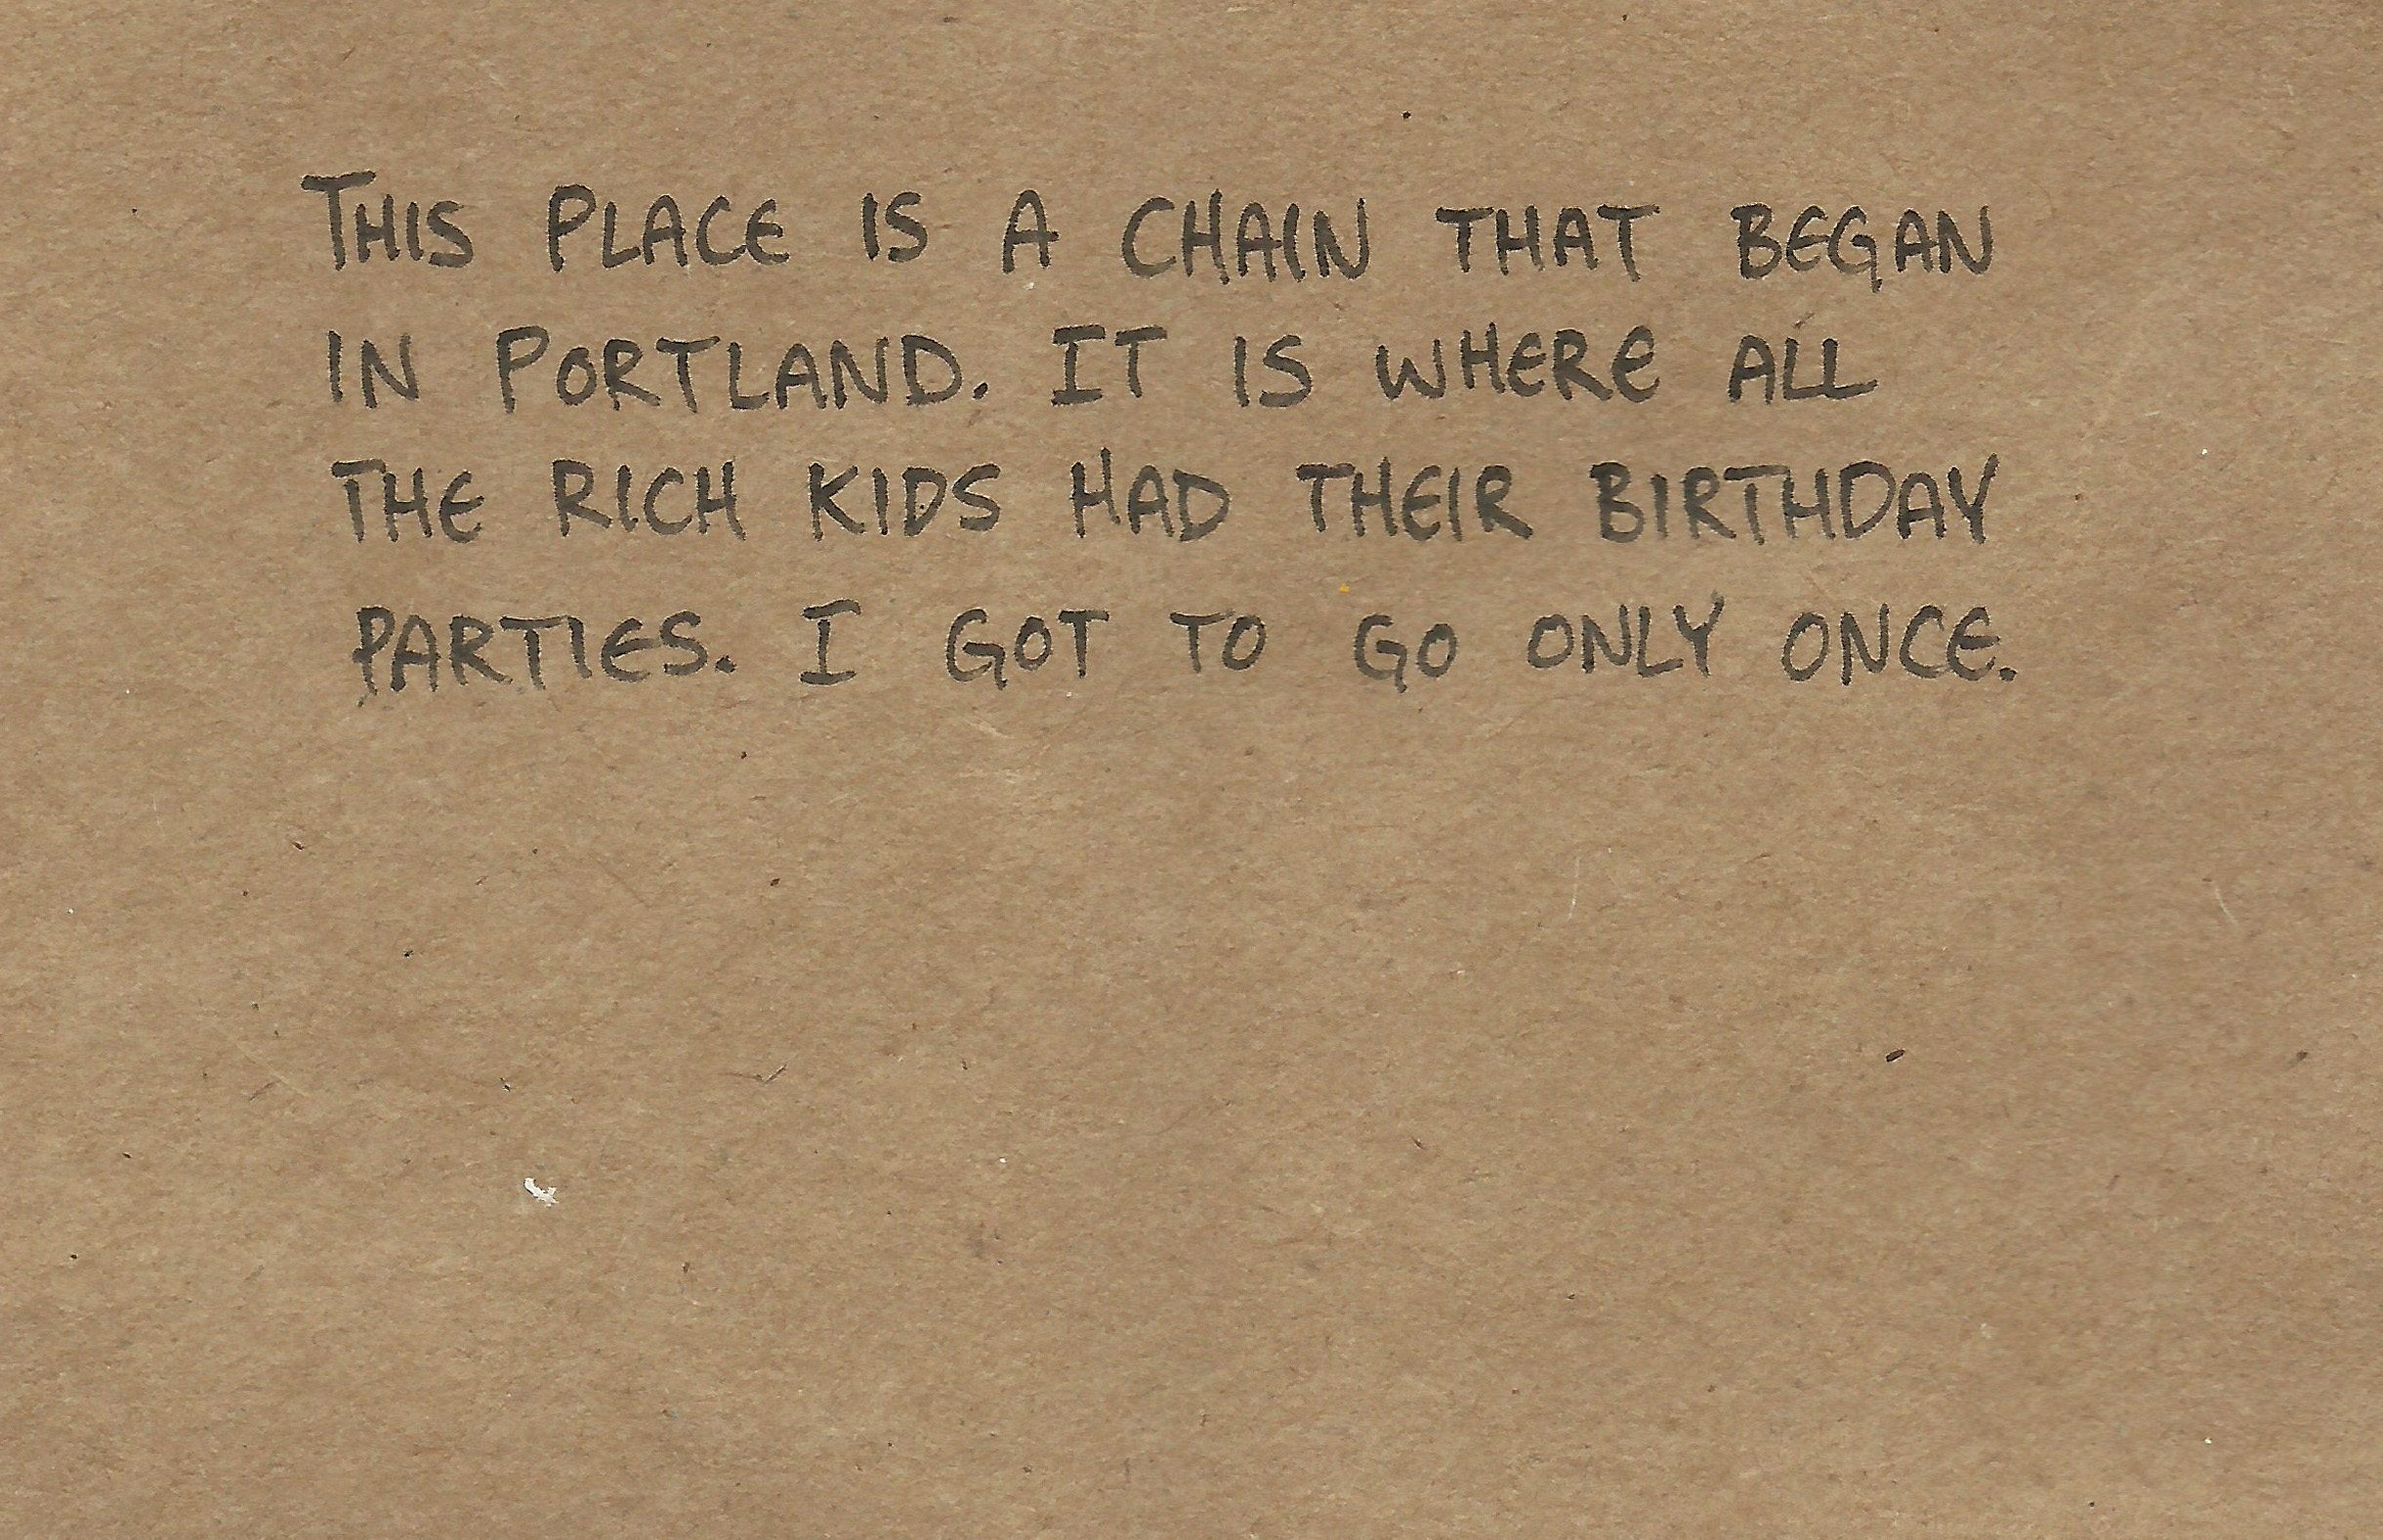 THIS PLACE IS A CHAIN THAT BEGAN
IN PORTLAND. IT IS WHERE ALL
THE RICH KIDS HAD THEIR BIRTHDAY
PARTIES. I GOT TO GO ONLY ONCE.